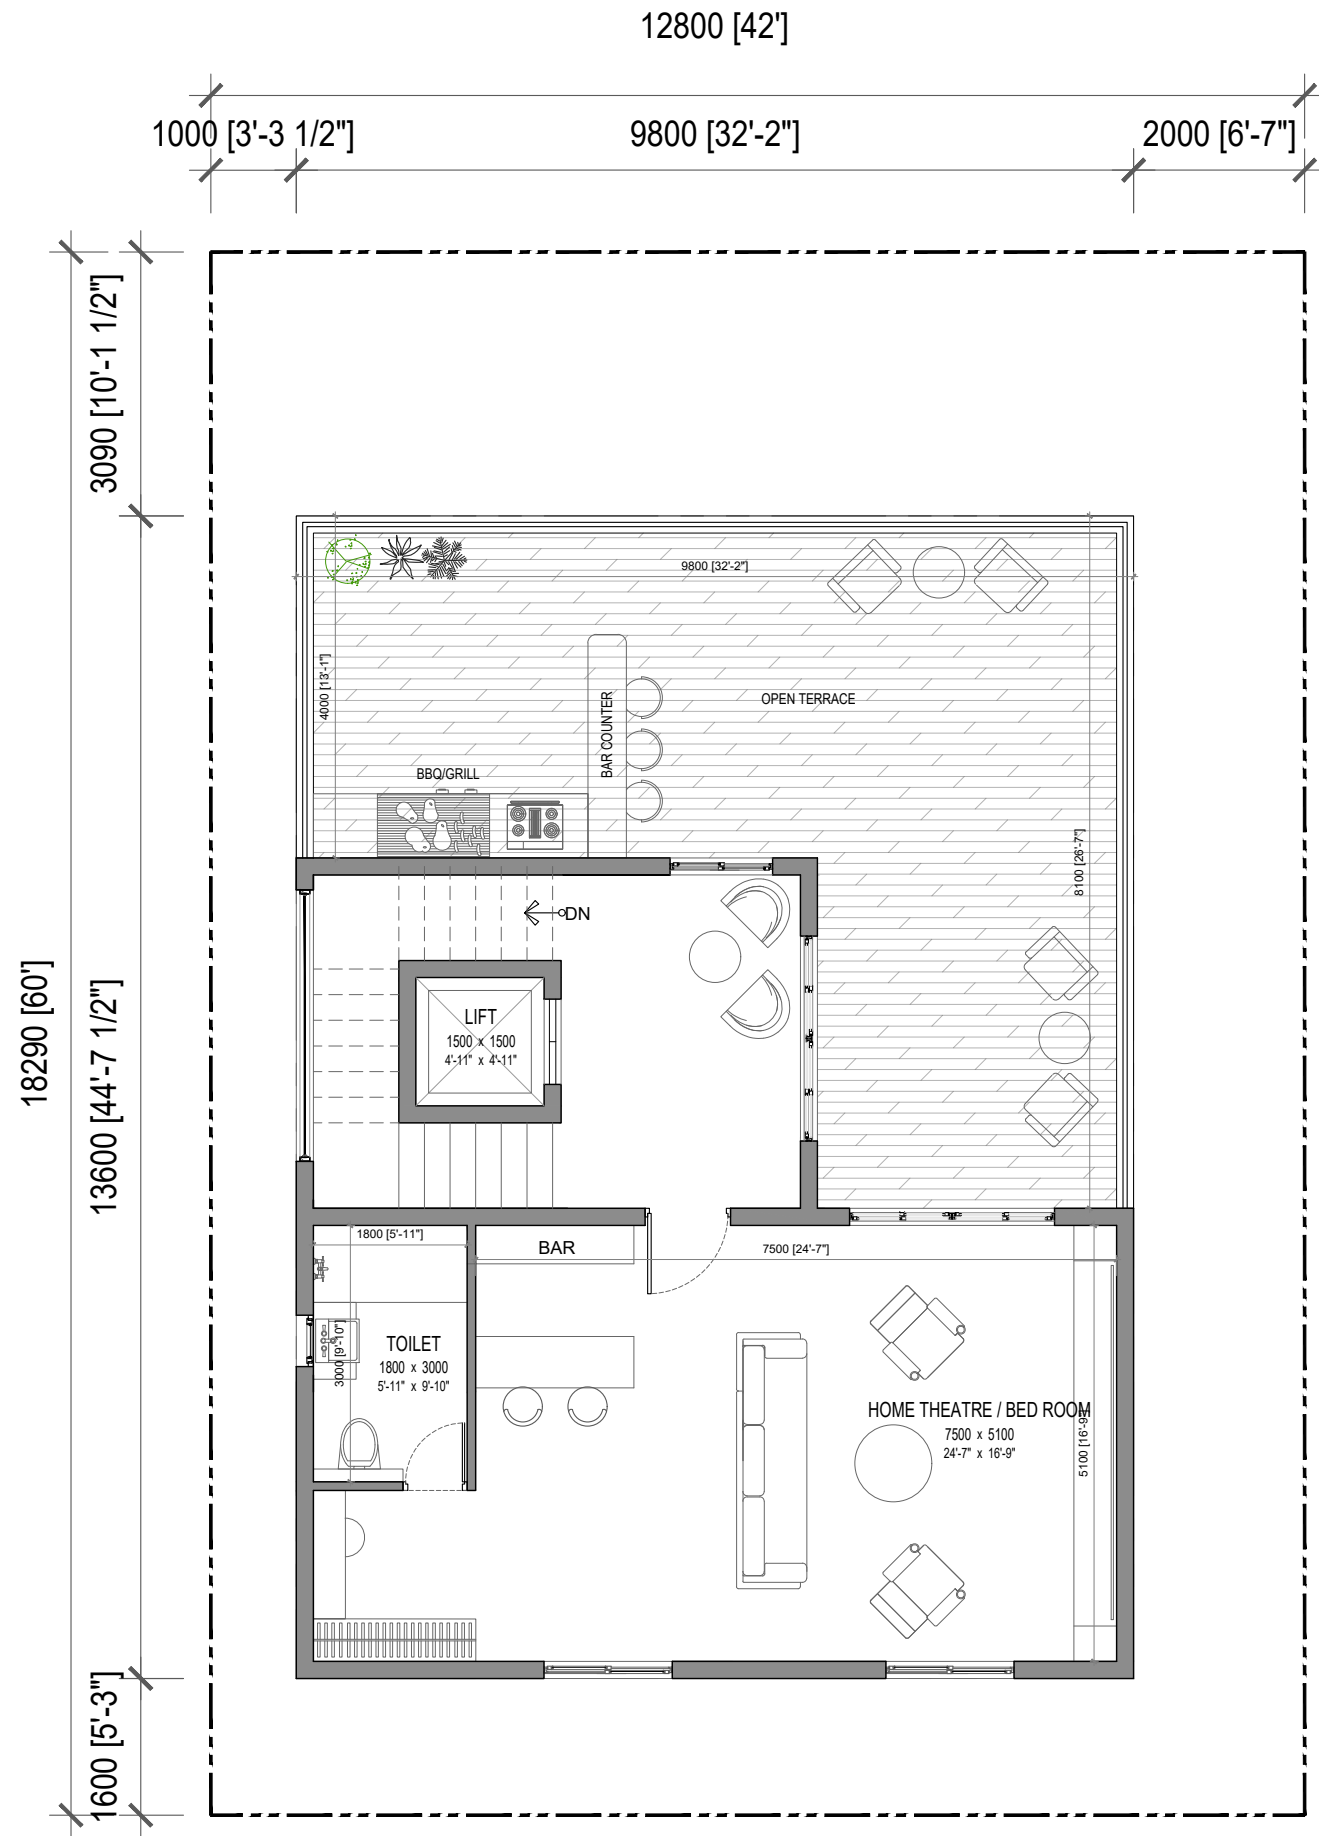 12800 [42']
1000 [3'-3 1/2"]
9800 [32'-2"]
2000 [6'-7"]
3090 [10'-1 1/2"]
18290 [60']
13600 [44'-7 1/2"]
1600 [5'-3"]
9800 [32'-2"]
4000 [13'-1"]
BAR COUNTER
OPEN TERRACE
BBQ/GRILL
8100 [26'-7"]
DN
LIFT
1500 x 1500
4'-11" x 4'-11"
1800 [5'-11"]
BAR
7500 [24'-7"]
3000 [9'-10"]
TOILET
1800 x 3000
5'-11" x 9'-10"
HOME THEATRE / BED ROOM
7500 x 5100
24'-7" x 16'-9"
5100 [16'-9"]